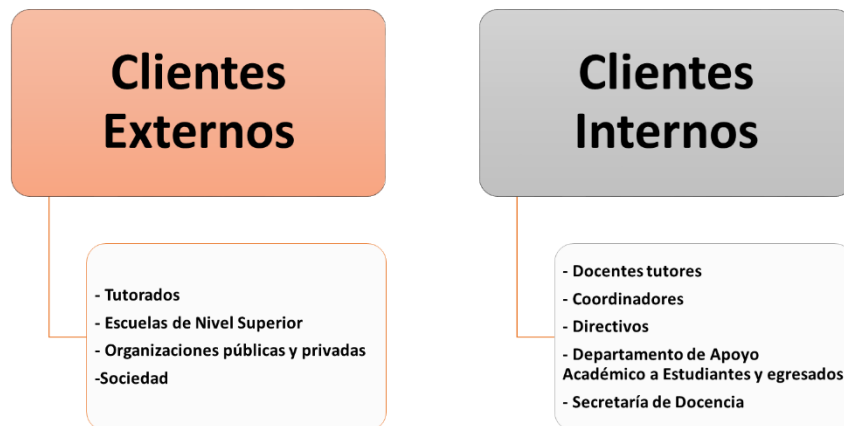 Clientes
Externos
- Tutorados
- Escuelas de Nivel Superior
- Organizaciones públicas y privadas
-Sociedad
Clientes
Internos
- Docentes tutores
- Coordinadores
- Directivos
- Departamento de Apoyo
Académico a Estudiantes y egresados
- Secretaría de Docencia